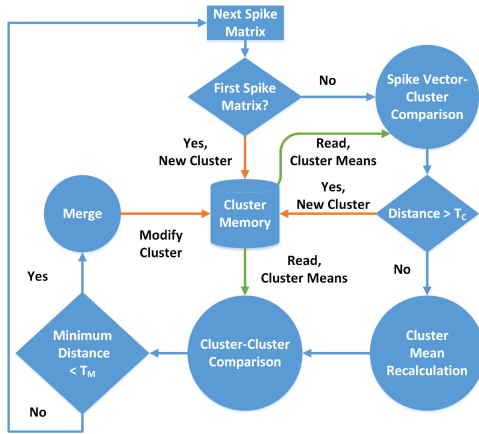 Next Spike
Matrix
First Spike
Matrix?
No
Spike Vector-
Cluster
Comparison
Yes,
New Cluster
Read,
Cluster Means
Cluster
Memory
Yes,
New Cluster
Distance > TC
Merge
Modify
Cluster
Yes
Read,
Cluster Means
No
Minimum
Distance
< TM
Cluster-Cluster
Comparison
Cluster
Mean
Recalculation
No